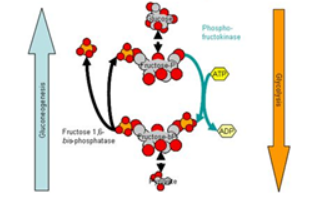 Glucose
Phospho-
fructokinase
Fructose-P
ATP
Gluconeogenesis
Glycolysis
Fructose 1,6-
bis-phosphatase
Fructose-bP
ADP